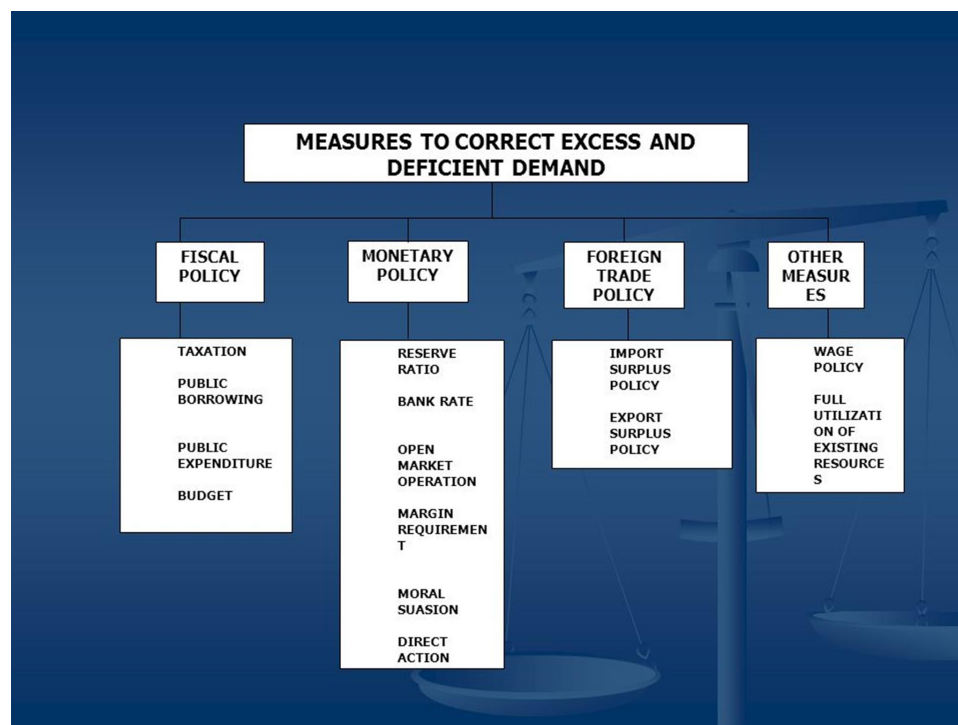 MEASURES TO CORRECT EXCESS AND
DEFICIENT DEMAND
FISCAL
POLICY
MONETARY
POLICY
FOREIGN
TRADE
POLICY
OTHER
MEASUR
ES
TAXATION
PUBLIC
BORROWING
PUBLIC
EXPENDITURE
BUDGET
RESERVE
RATIO
BANK RATE
OPEN
MARKET
OPERATION
MARGIN
REQUIREMEN
T
MORAL
SUASION
DIRECT
ACTION
IMPORT
SURPLUS
POLICY
EXPORT
SURPLUS
POLICY
WAGE
POLICY
FULL
UTILIZATI
ON OF
EXISTING
RESOURCE
S